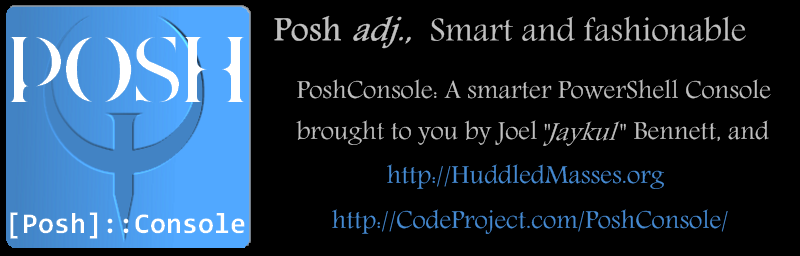 POSH
[Posh]::Console
Posh adj., Smart and fashionable
PoshConsole: A smarter PowerShell Console
brought to you by Joel "Jaykul" Bennett, and
http://HuddledMasses.org
http://CodeProject.com/PoshConsole/